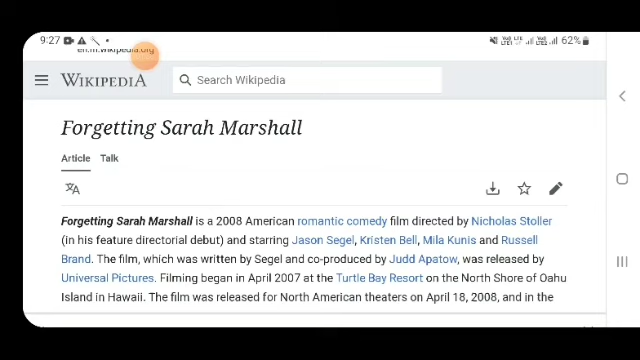 9:27
62%
en.m.wikipedia.org
WIKIPEDIA
Search Wikipedia
Forgetting Sarah Marshall
Article Talk
Forgetting Sarah Marshall is a 2008 American romantic comedy film directed by Nicholas Stoller
(in his feature directorial debut) and starring Jason Segel, Kristen Bell, Mila Kunis and Russell
Brand. The film, which was written by Segel and co-produced by Judd Apatow, was released by
Universal Pictures. Filming began in April 2007 at the Turtle Bay Resort on the North Shore of Oahu
Island in Hawaii. The film was released for North American theaters on April 18, 2008, and in the